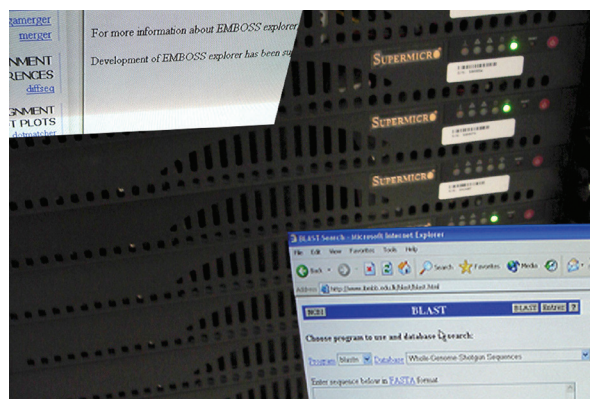 gamerger
merger
NMENT
RENCES
diffseq
GNMENT
T PLOTS
dotmatcher
For more information about EMBOSS explorer
Development of EMBOSS explorer has been su
SUPERMICRO
SUPERMICRO
SUPERMICRO
BLAST Search - Microsoft Internet Explorer
File Edit View Favorites Tools Help
Back Search Favorites Media
Address
NCBI BLAST BLAST Entrez ?
Choose program to use and database to search:
Program blastn Database Whole-Genome-Shotgun Sequences
Enter sequence below in FASTA format